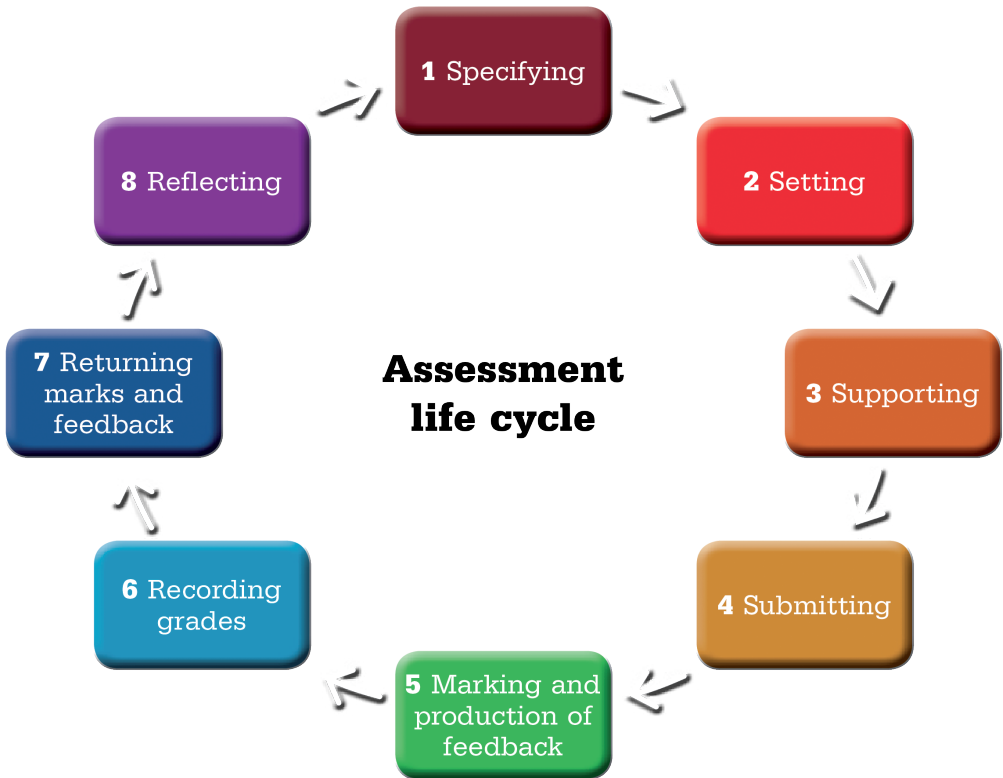 1 Specifying
2 Setting
3 Supporting
4 Submitting
5 Marking and
production of
feedback
6 Recording
grades
7 Returning
marks and
feedback
8 Reflecting
Assessment
life cycle